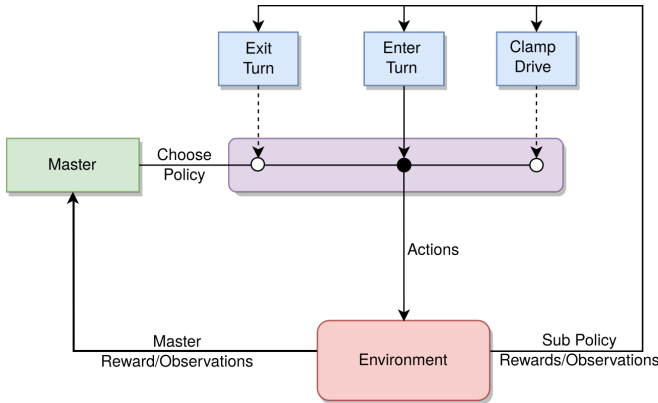 Exit
Turn
Enter
Turn
Clamp
Drive
Master
Choose
Policy
Actions
Master
Reward/Observations
Environment
Sub Policy
Rewards/Observations